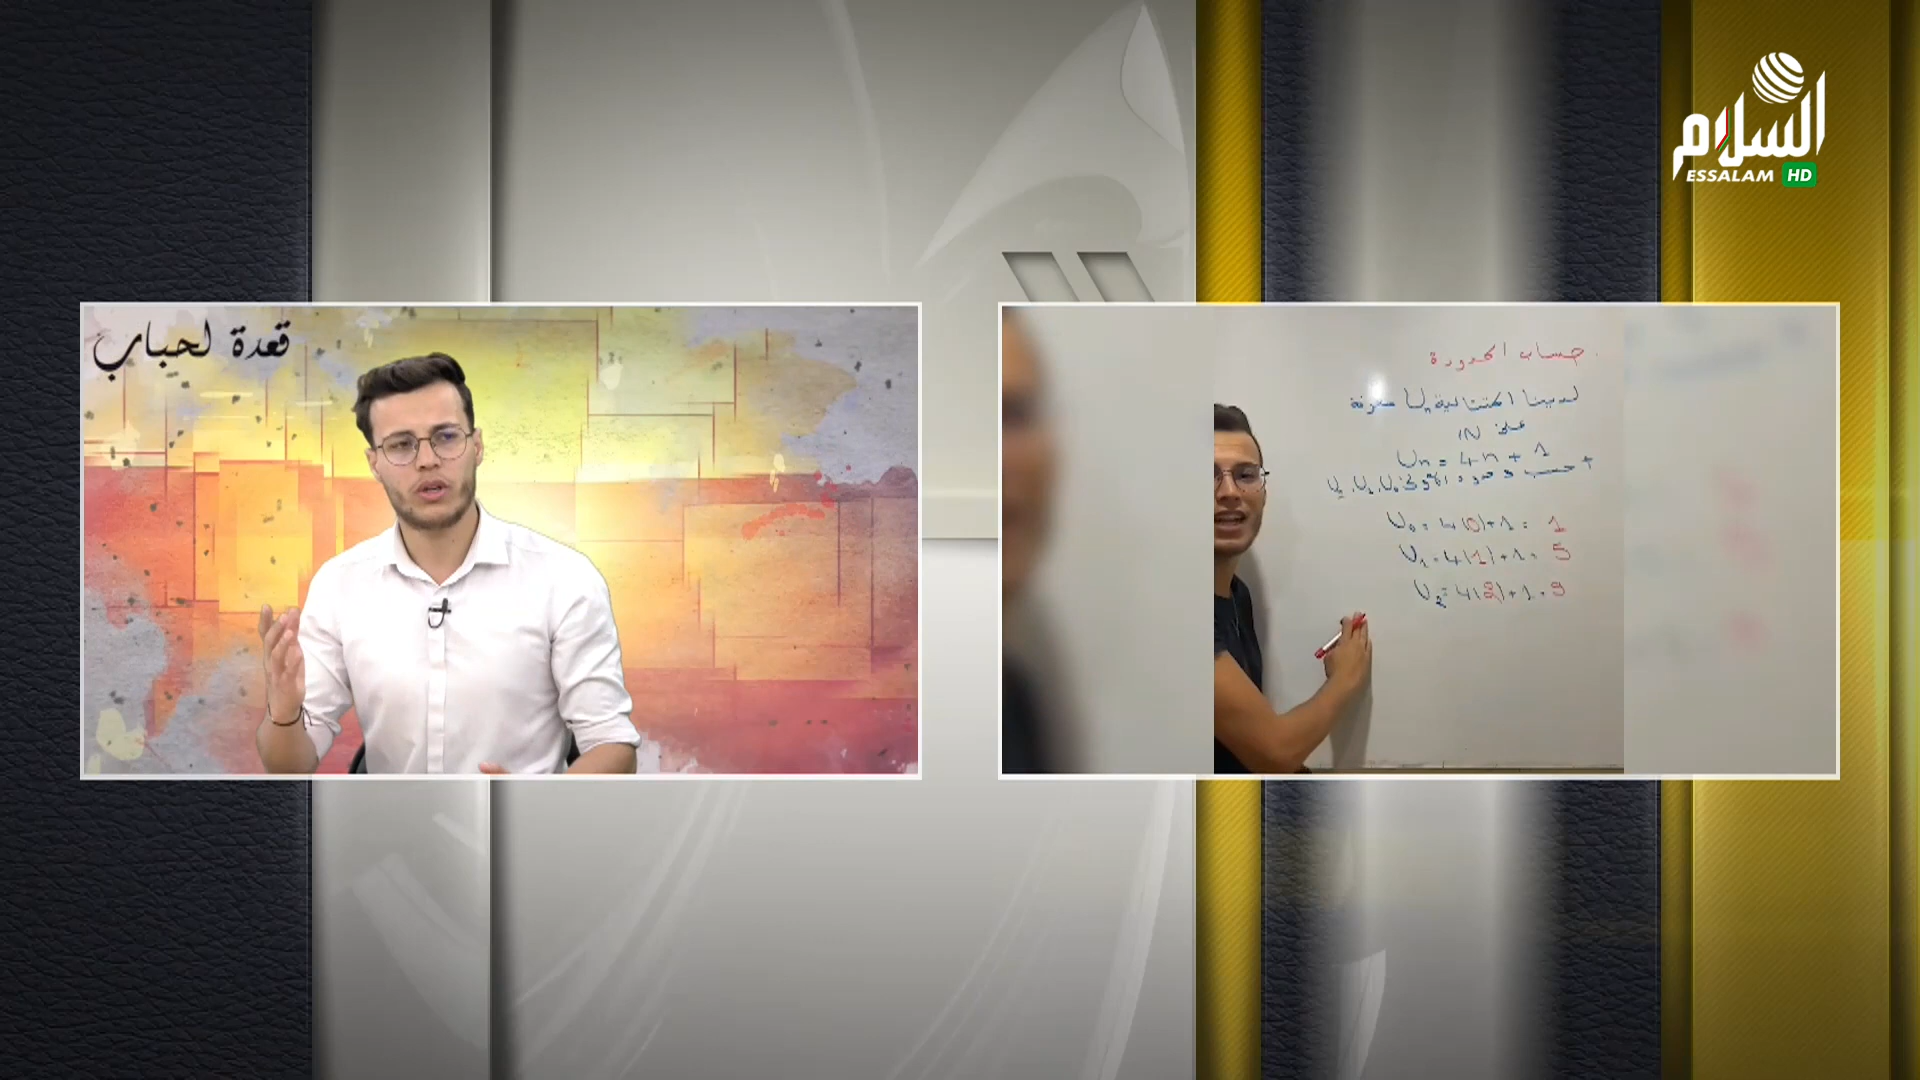 السلام
ESSALAM HD
قعدة لحباب
حساب الحدود
لدينا المتتالية Uₙ معرفة
على IN
Uₙ = 4n + 1
U₀ = 4(0)+1 = 1
U₁ = 4(1)+1 = 5
U₂ = 4(2)+1 = 9